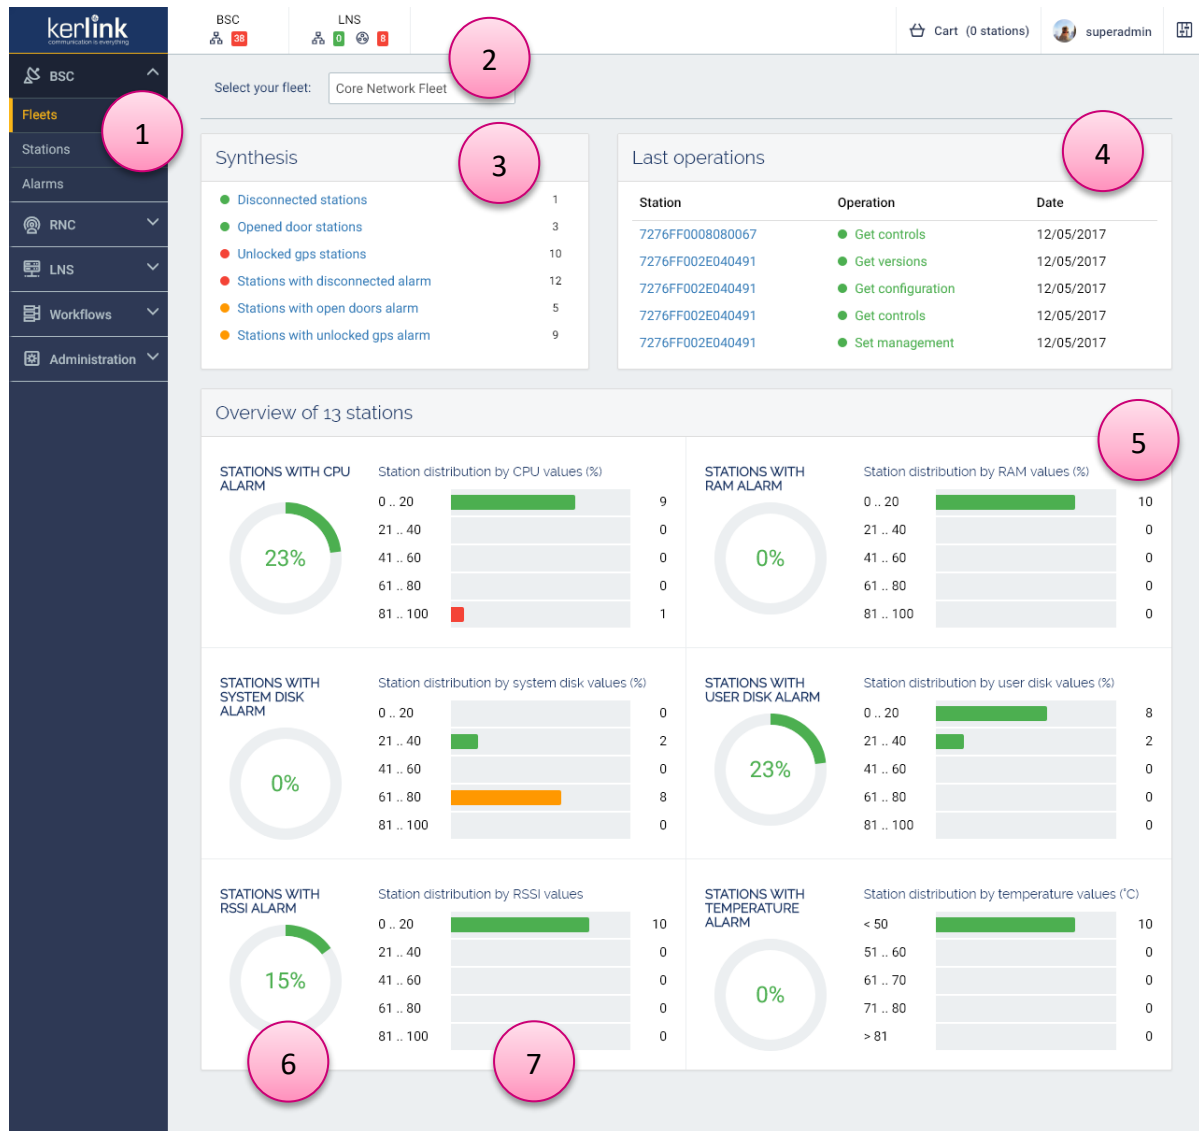 kerlink
communication is everything
BSC
38
LNS
0 8
Cart (0 stations)
superadmin
BSC
Fleets
Stations
Alarms
RNC
LNS
Workflows
Administration
1
Select your fleet: Core Network Fleet
2
Synthesis
3
Disconnected stations 1
Opened door stations 3
Unlocked gps stations 10
Stations with disconnected alarm 12
Stations with open doors alarm 5
Stations with unlocked gps alarm 9
Last operations
4
Station Operation Date
7276FF0008080067 Get controls 12/05/2017
7276FF002E040491 Get versions 12/05/2017
7276FF002E040491 Get configuration 12/05/2017
7276FF002E040491 Get controls 12/05/2017
7276FF002E040491 Set management 12/05/2017
Overview of 13 stations
5
STATIONS WITH CPU
ALARM
23%
Station distribution by CPU values (%)
0 .. 20 9
21 .. 40 0
41 .. 60 0
61 .. 80 0
81 .. 100 1
STATIONS WITH
RAM ALARM
0%
Station distribution by RAM values (%)
0 .. 20 10
21 .. 40 0
41 .. 60 0
61 .. 80 0
81 .. 100 0
STATIONS WITH
SYSTEM DISK
ALARM
0%
Station distribution by system disk values (%)
0 .. 20 0
21 .. 40 2
41 .. 60 0
61 .. 80 8
81 .. 100 0
STATIONS WITH
USER DISK ALARM
23%
Station distribution by user disk values (%)
0 .. 20 8
21 .. 40 2
41 .. 60 0
61 .. 80 0
81 .. 100 0
STATIONS WITH
RSSI ALARM
15%
6
Station distribution by RSSI values
0 .. 20 10
21 .. 40 0
41 .. 60 0
61 .. 80 0
81 .. 100 0
7
STATIONS WITH
TEMPERATURE
ALARM
0%
Station distribution by temperature values (°C)
< 50 10
51 .. 60 0
61 .. 70 0
71 .. 80 0
> 81 0